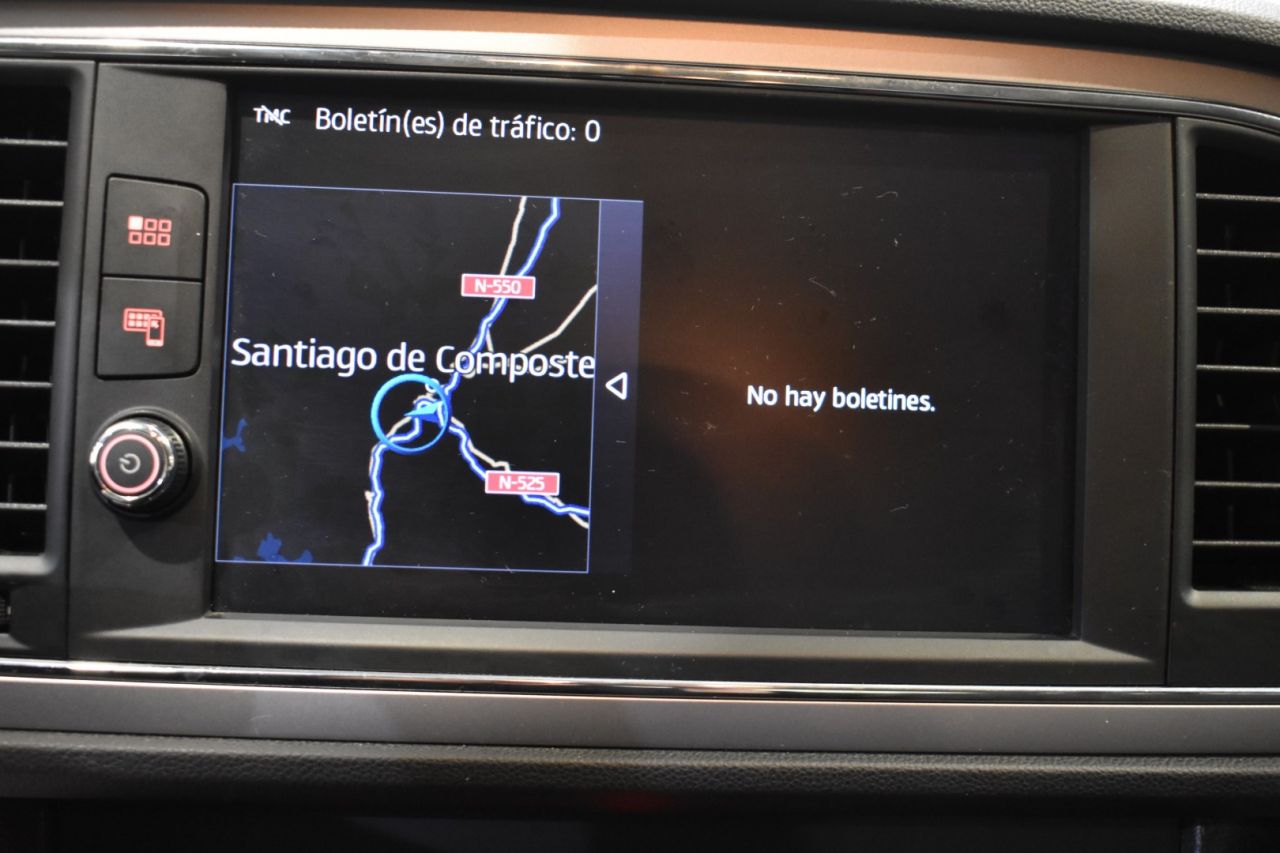 TMC Boletín(es) de tráfico: 0
N-550
Santiago de Composte
N-525
No hay boletines.